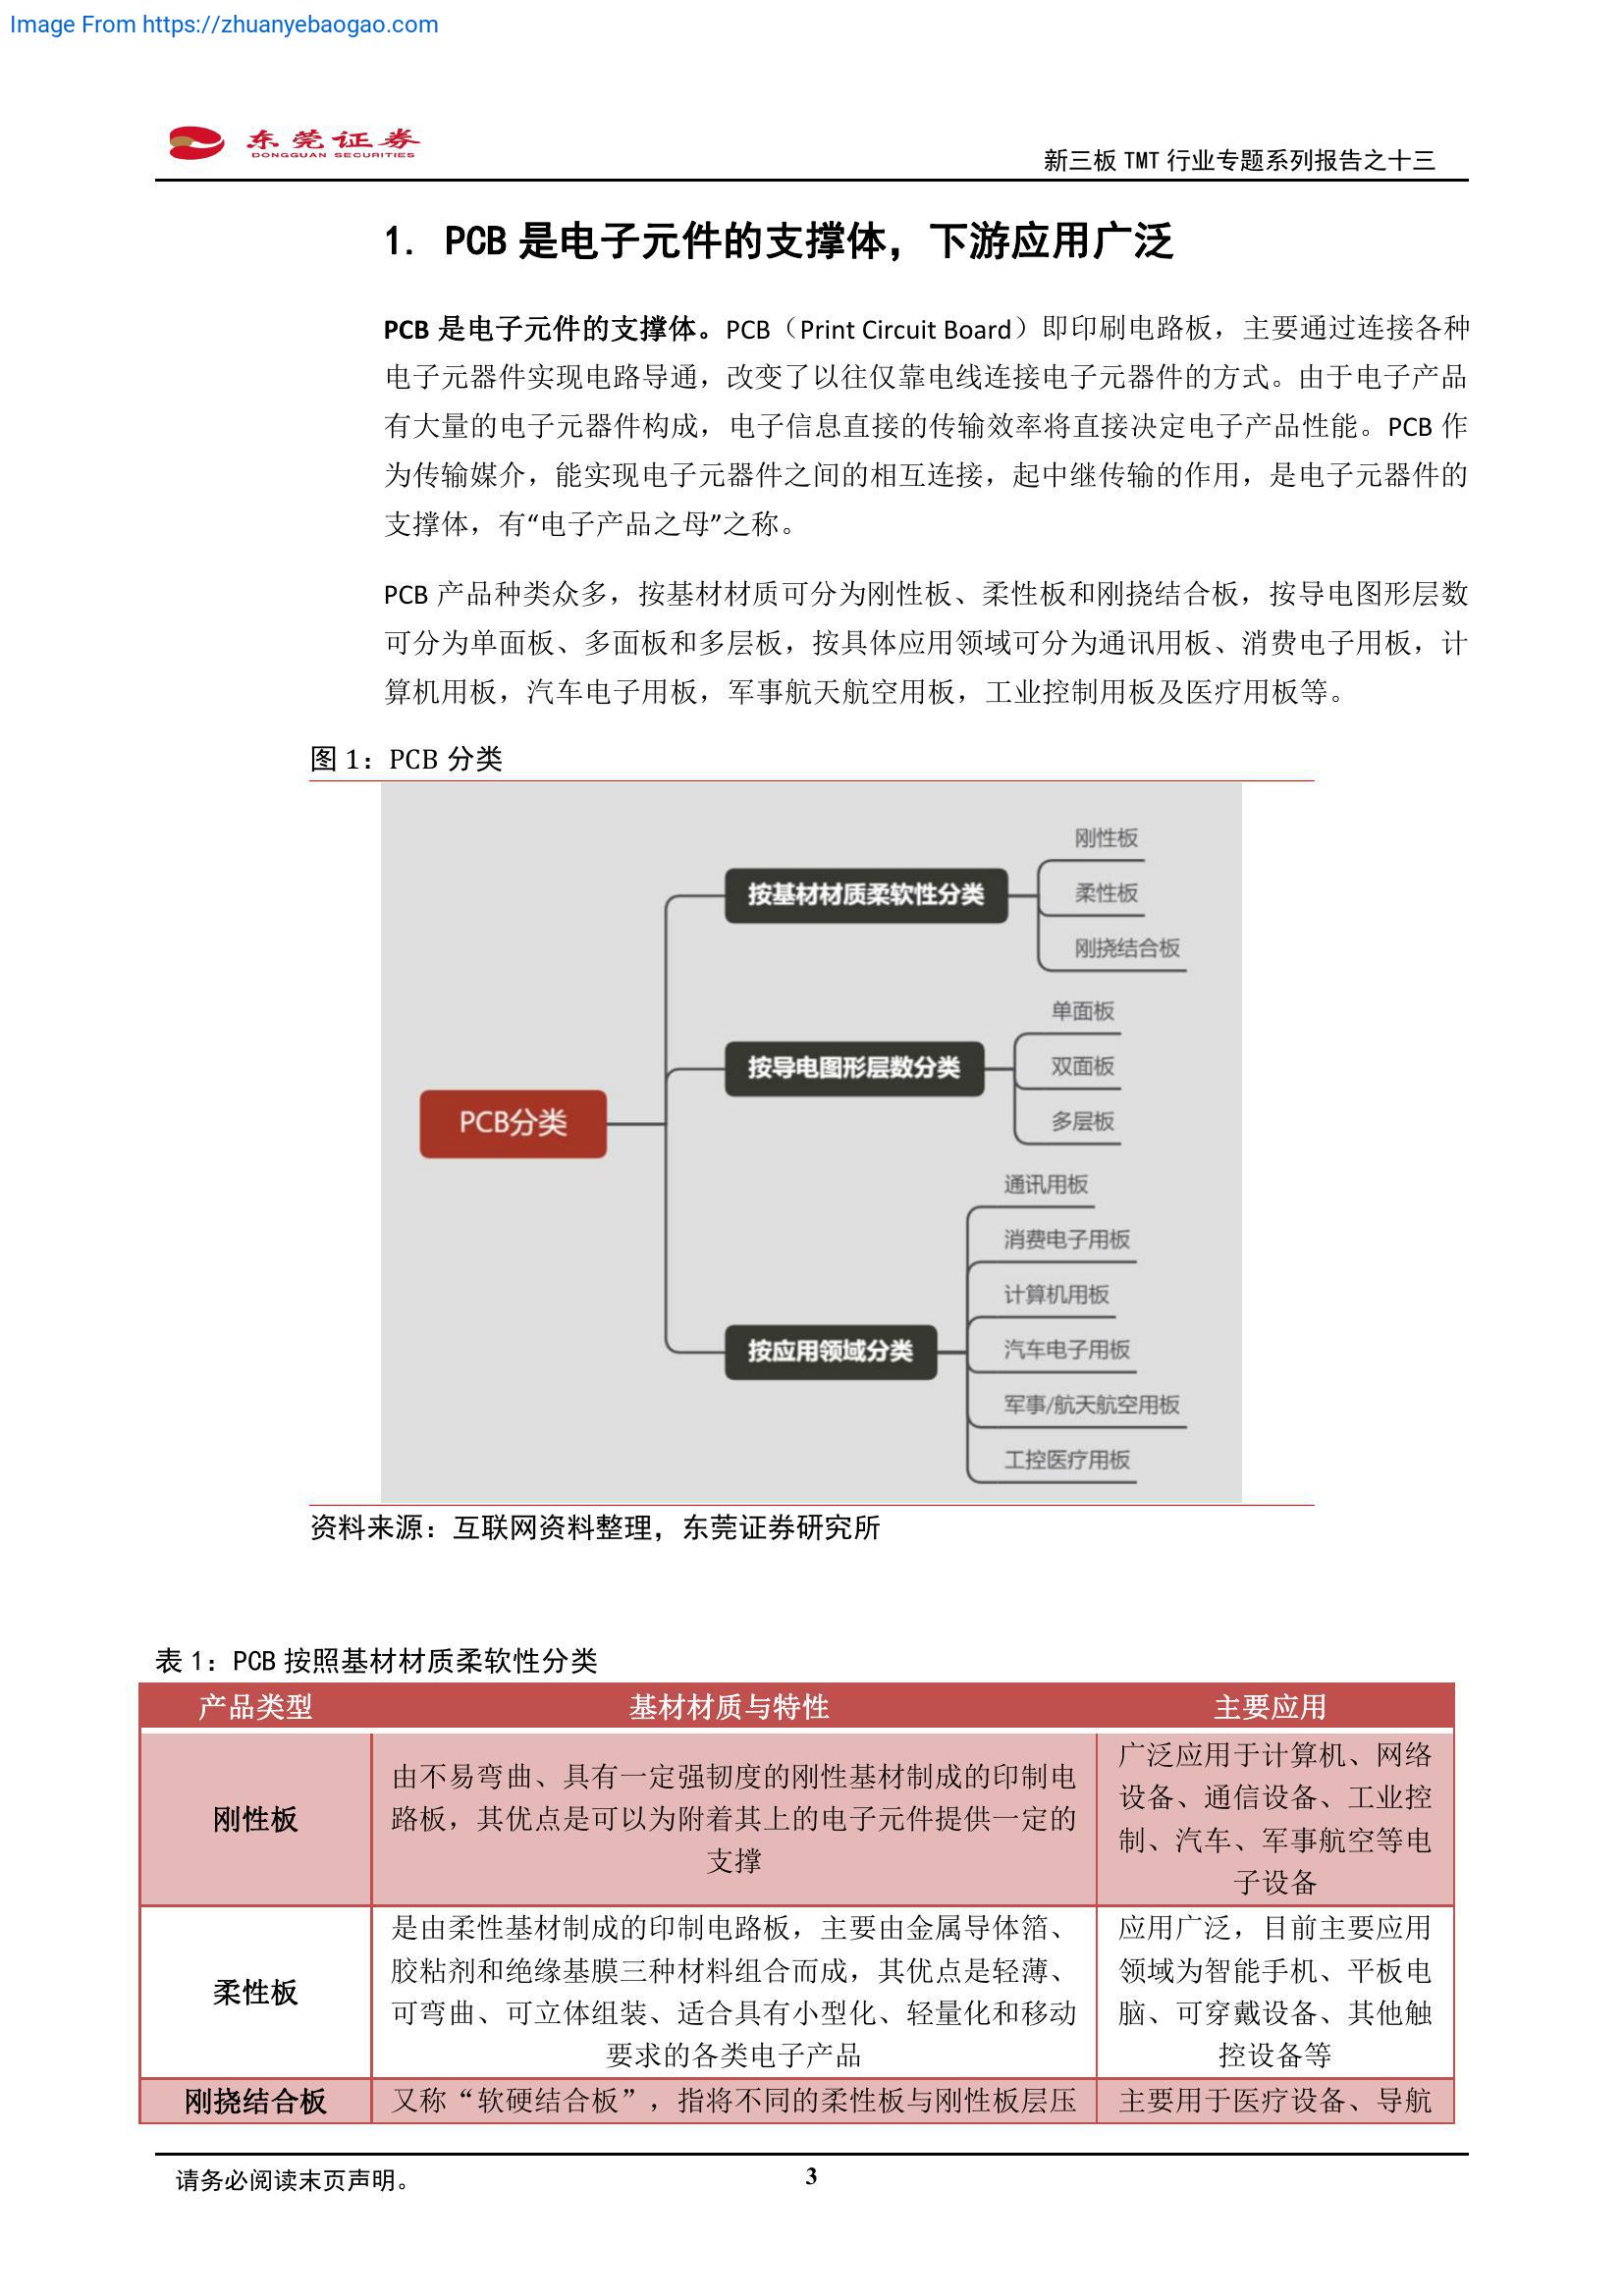 Image From https://zhuanyebaogao.com
东莞证券
DONGGUAN SECURITIES
新三板 TMT 行业专题系列报告之十三
1. PCB 是电子元件的支撑体，下游应用广泛
PCB 是电子元件的支撑体。PCB（Print Circuit Board）即印刷电路板，主要通过连接各种
电子元器件实现电路导通，改变了以往仅靠电线连接电子元器件的方式。由于电子产品
有大量的电子元器件构成，电子信息直接的传输效率将直接决定电子产品性能。PCB 作
为传输媒介，能实现电子元器件之间的相互连接，起中继传输的作用，是电子元器件的
支撑体，有“电子产品之母”之称。
PCB 产品种类众多，按基材材质可分为刚性板、柔性板和刚挠结合板，按导电图形层数
可分为单面板、多面板和多层板，按具体应用领域可分为通讯用板、消费电子用板，计
算机用板，汽车电子用板，军事航天航空用板，工业控制用板及医疗用板等。
图 1：PCB 分类
PCB分类
按基材材质柔软性分类
刚性板
柔性板
刚挠结合板
按导电图形层数分类
单面板
双面板
多层板
按应用领域分类
通讯用板
消费电子用板
计算机用板
汽车电子用板
军事/航天航空用板
工控医疗用板
资料来源：互联网资料整理，东莞证券研究所
表 1：PCB 按照基材材质柔软性分类
产品类型
基材材质与特性
主要应用
刚性板
由不易弯曲、具有一定强韧度的刚性基材制成的印制电
路板，其优点是可以为附着其上的电子元件提供一定的
支撑
广泛应用于计算机、网络
设备、通信设备、工业控
制、汽车、军事航空等电
子设备
柔性板
是由柔性基材制成的印制电路板，主要由金属导体箔、
胶粘剂和绝缘基膜三种材料组合而成，其优点是轻薄、
可弯曲、可立体组装、适合具有小型化、轻量化和移动
要求的各类电子产品
应用广泛，目前主要应用
领域为智能手机、平板电
脑、可穿戴设备、其他触
控设备等
刚挠结合板
又称“软硬结合板”，指将不同的柔性板与刚性板层压
主要用于医疗设备、导航
请务必阅读末页声明。
3